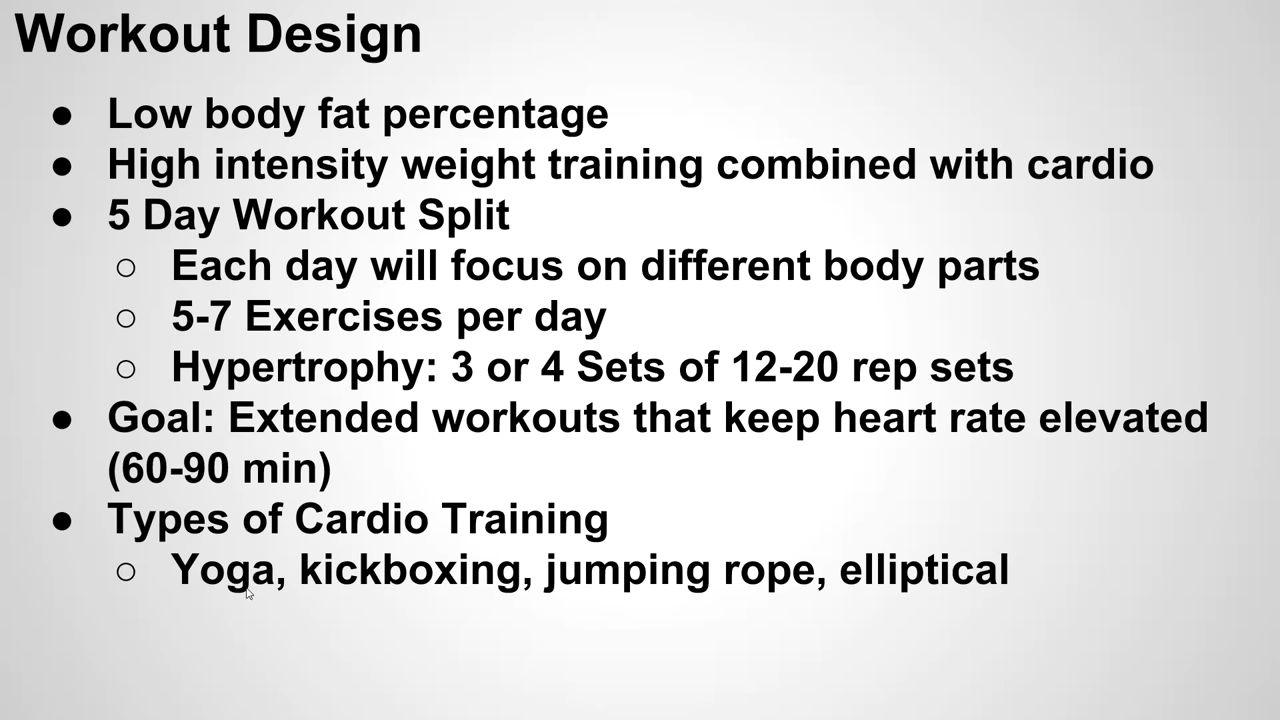 Workout Design
● Low body fat percentage
● High intensity weight training combined with cardio
● 5 Day Workout Split
○ Each day will focus on different body parts
○ 5-7 Exercises per day
○ Hypertrophy: 3 or 4 Sets of 12-20 rep sets
● Goal: Extended workouts that keep heart rate elevated
(60-90 min)
● Types of Cardio Training
○ Yoga, kickboxing, jumping rope, elliptical